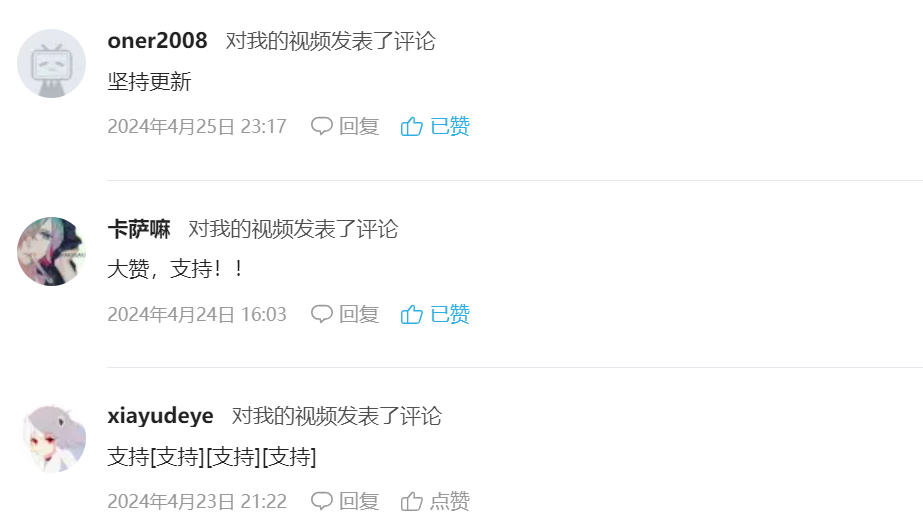 oner2008 对我的视频发表了评论
坚持更新
2024年4月25日 23:17 回复 已赞
卡萨嘛 对我的视频发表了评论
大赞，支持！！
2024年4月24日 16:03 回复 已赞
xiayudeye 对我的视频发表了评论
支持[支持][支持][支持]
2024年4月23日 21:22 回复 点赞